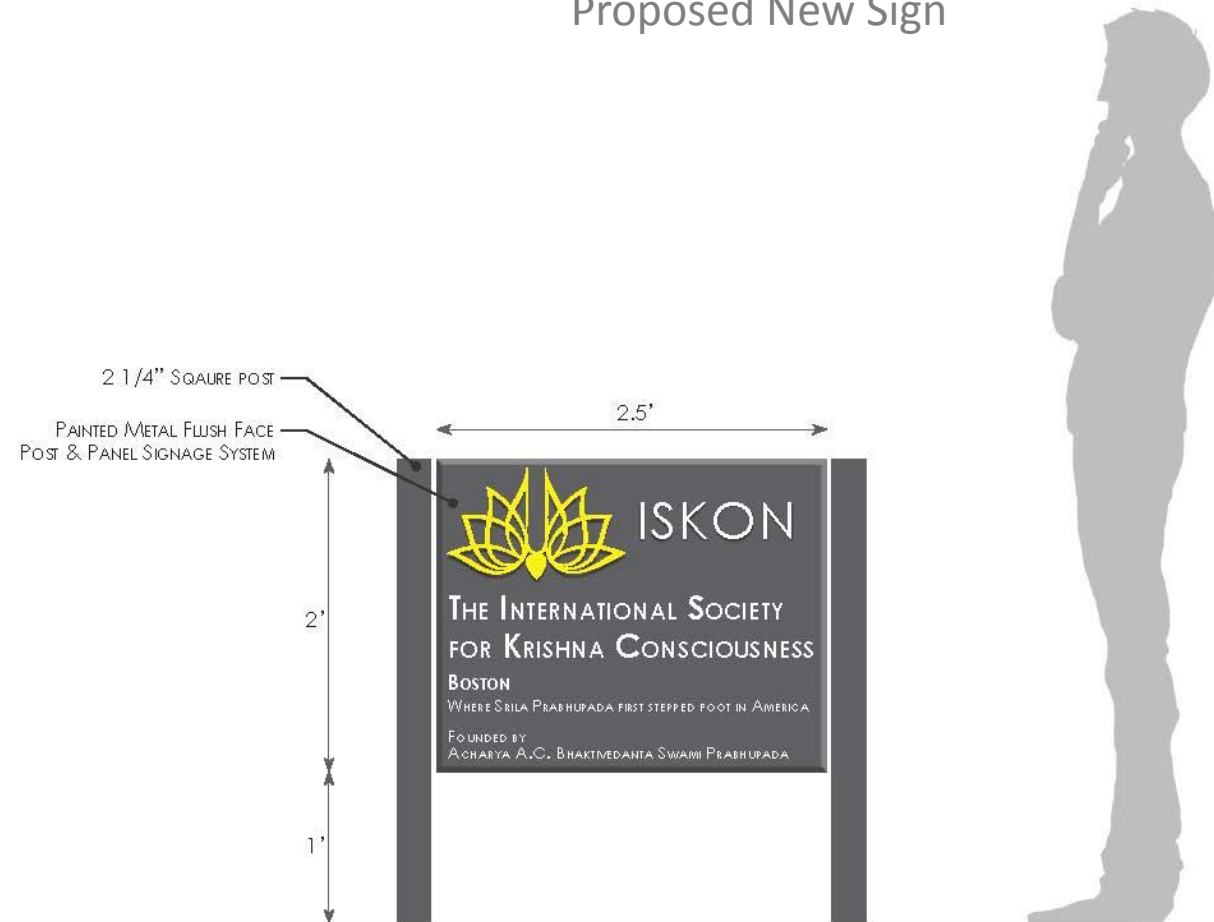 Proposed New Sign
2 1/4” Sqaure post
Painted Metal Flush Face
Post & Panel Signage System
2.5’
2’
1’
ISKON
The International Society
for Krishna Consciousness
Boston
Where Srila Prabhupada first stepped foot in America
Founded by
Acharya A.C. Bhaktivedanta Swami Prabhupada